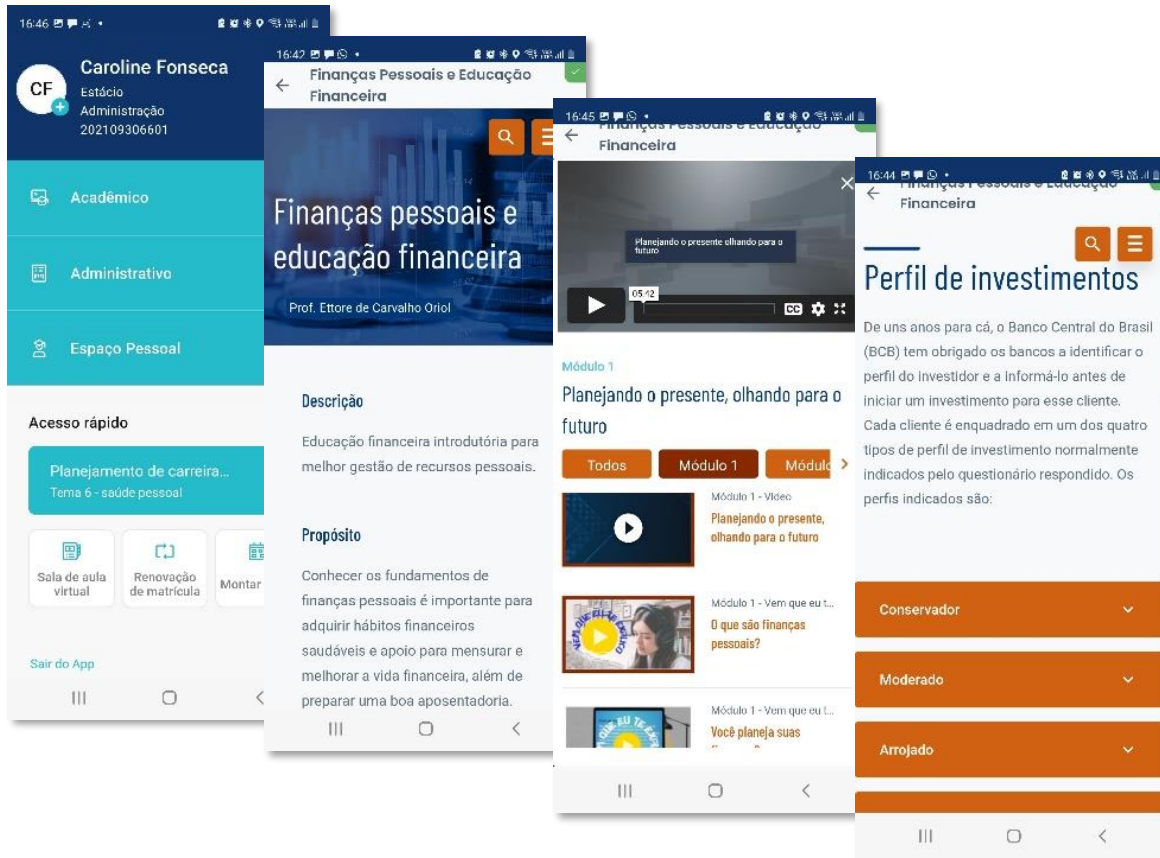 16:46
Caroline Fonseca
CF
Estácio
Administração
202109306601
Acadêmico
Administrativo
Espaço Pessoal
Acesso rápido
Planejamento de carreira...
Tema 6 - saúde pessoal
Sala de aula
virtual
Renovação
de matrícula
Montar
Sair do App
16:42
Finanças Pessoais e Educação
Financeira
Finanças pessoais e
educação financeira
Prof. Ettore de Carvalho Oriol
Descrição
Educação financeira introdutória para
melhor gestão de recursos pessoais.
Propósito
Conhecer os fundamentos de
finanças pessoais é importante para
adquirir hábitos financeiros
saudáveis e apoio para mensurar e
melhorar a vida financeira, além de
preparar uma boa aposentadoria.
16:45
Finanças Pessoais e Educação
Financeira
Planejando o presente olhando para o
futuro
05:42
CC
Módulo 1
Planejando o presente, olhando para o
futuro
Todos
Módulo 1
Módulo
Módulo 1 - Video
Planejando o presente,
olhando para o futuro
VEM QUE EU TE EXPLICO
Módulo 1 - Vem que eu t...
O que são finanças
pessoais?
Módulo 1 - Vem que eu t...
Você planeja suas
16:44
Finanças Pessoais e Educação
Financeira
Perfil de investimentos
De uns anos para cá, o Banco Central do Brasil
(BCB) tem obrigado os bancos a identificar o
perfil do investidor e a informá-lo antes de
iniciar um investimento para esse cliente.
Cada cliente é enquadrado em um dos quatro
tipos de perfil de investimento normalmente
indicados pelo questionário respondido. Os
perfis indicados são:
Conservador
Moderado
Arrojado